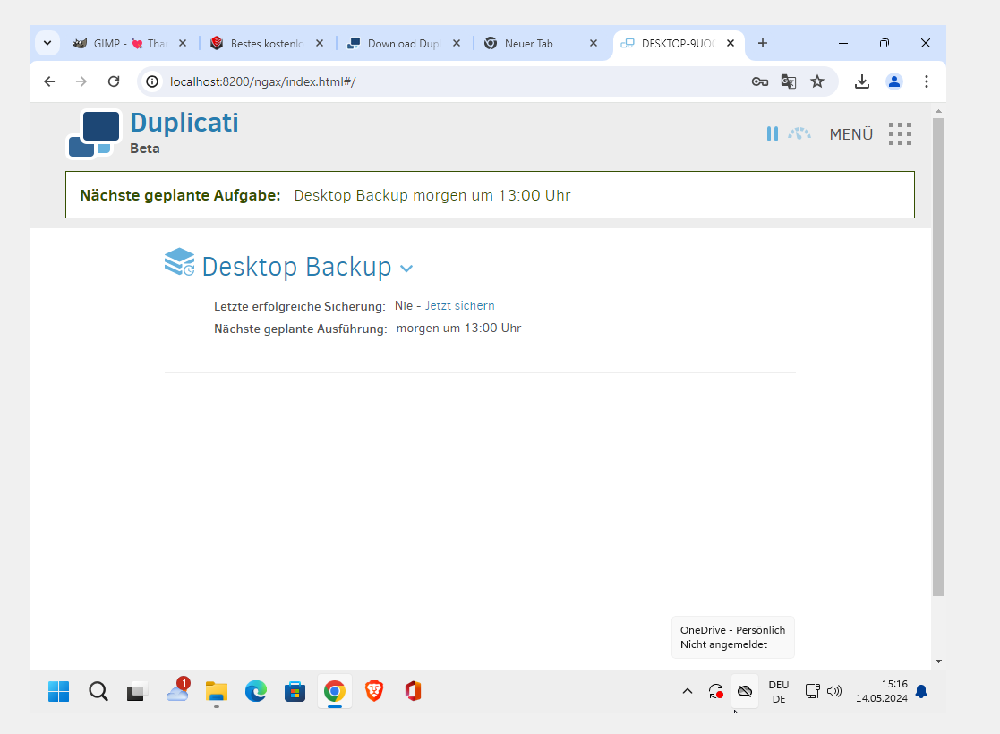 GIMP - 💘 Tha
Bestes kostenlo
Download Dupl
Neuer Tab
DESKTOP-9UOC
localhost:8200/ngax/index.html#/
Duplicati
Beta
MENÜ
Nächste geplante Aufgabe: Desktop Backup morgen um 13:00 Uhr
Desktop Backup
Letzte erfolgreiche Sicherung: Nie - Jetzt sichern
Nächste geplante Ausführung: morgen um 13:00 Uhr
OneDrive - Persönlich
Nicht angemeldet
1
DEU
DE
15:16
14.05.2024